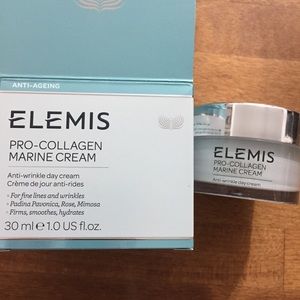 ANTI-AGEING
ELEMIS
PRO-COLLAGEN
MARINE CREAM
Anti-wrinkle day cream
Crème de jour anti-rides
- For fine lines and wrinkles
- Padina Pavonica, Rose, Mimosa
- Firms, smoothes, hydrates
30 ml e 1.0 US fl.oz.
ELEMIS
PRO-COLLAGEN
MARINE CREAM
Anti-wrinkle day cream